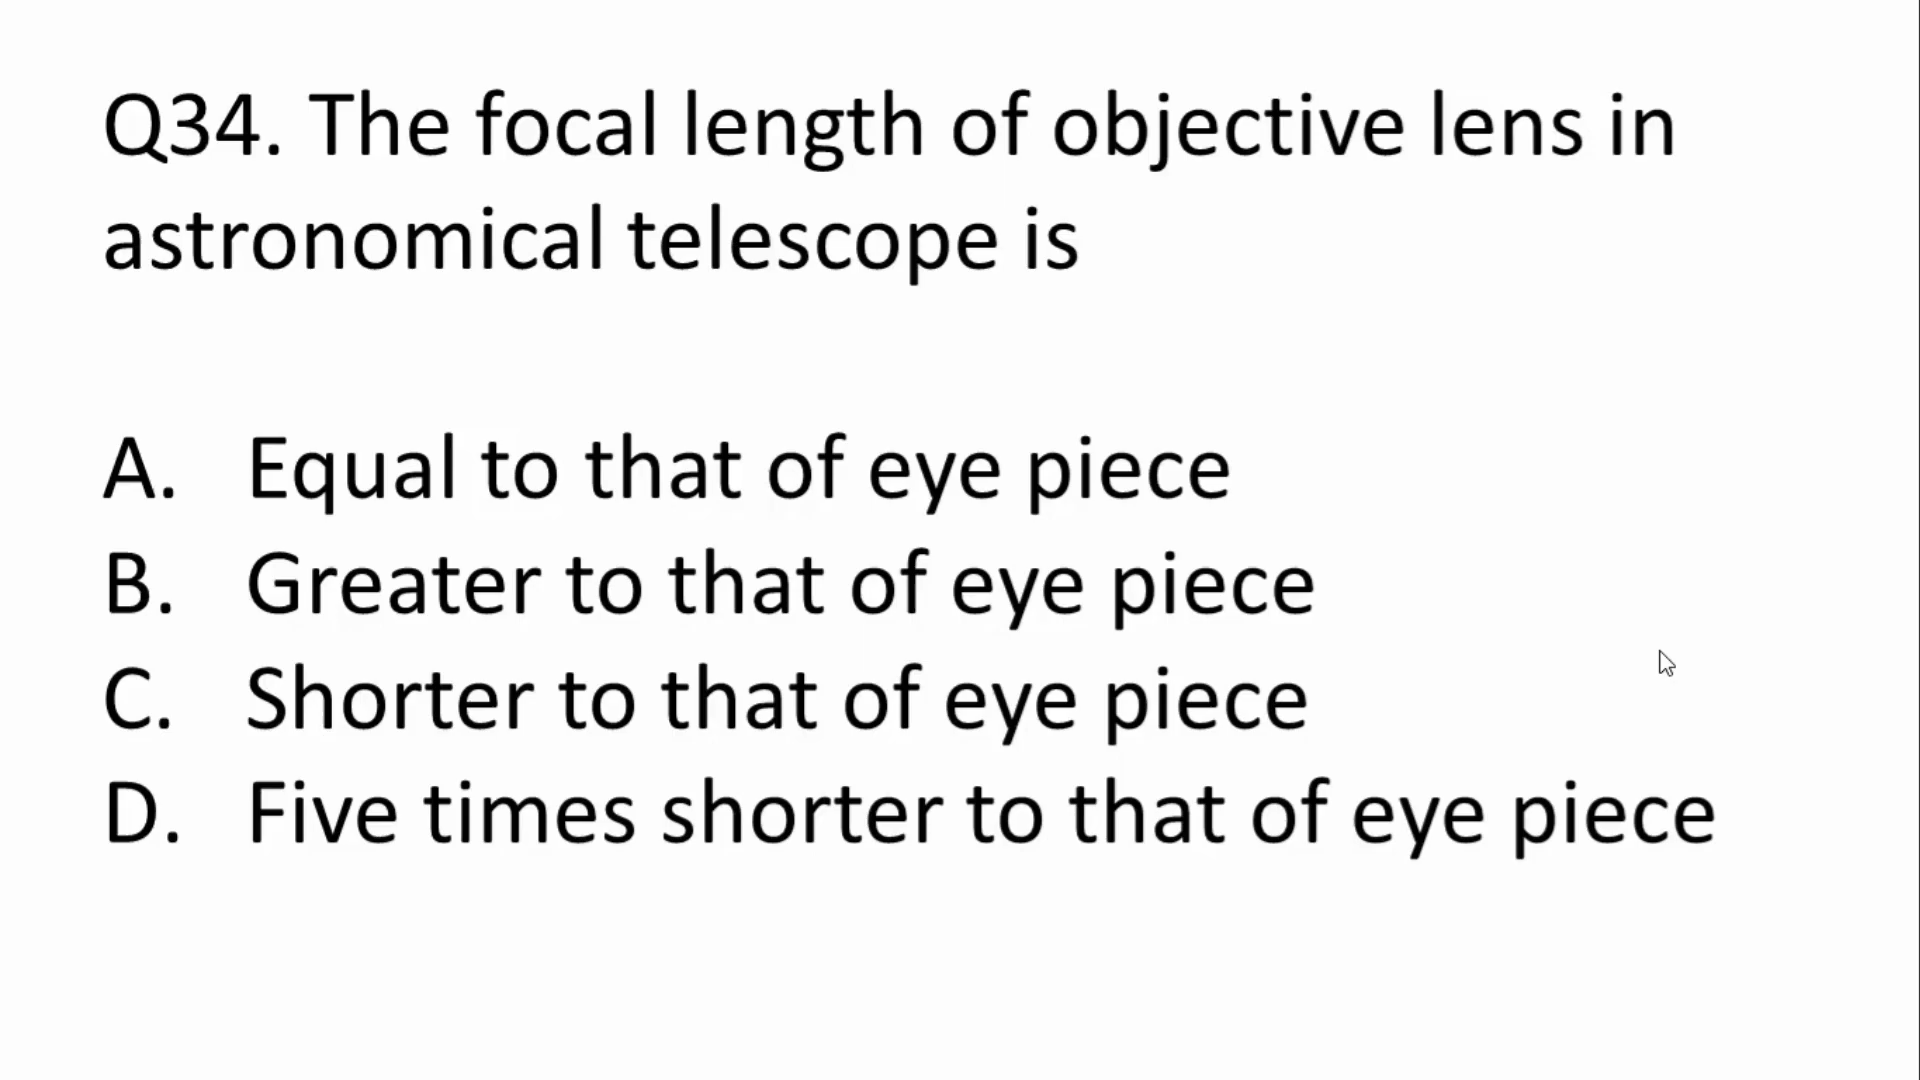 Q34. The focal length of objective lens in
astronomical telescope is
A. Equal to that of eye piece
B. Greater to that of eye piece
C. Shorter to that of eye piece
D. Five times shorter to that of eye piece